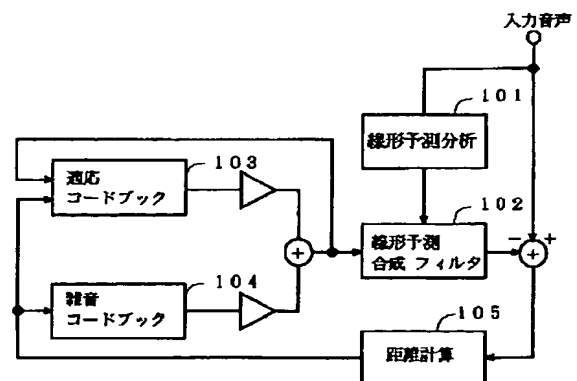 入力音声
101
線形予測分析
103
適応
コードブック
102
線形予測
合成 フィルタ
- +
+
+
104
雑音
コードブック
105
距離計算